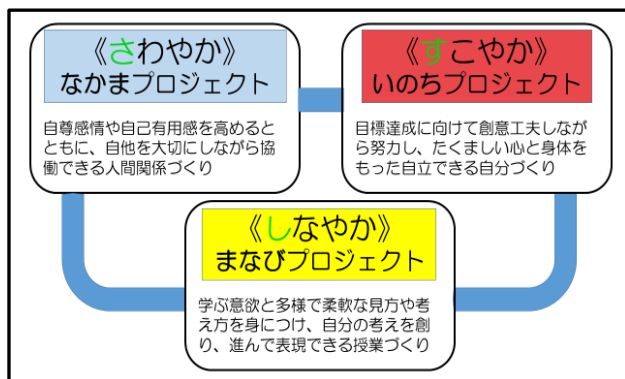 《さわやか》
なかまプロジェクト
自尊感情や自己有用感を高めると
ともに、自他を大切にしながら協
働できる人間関係づくり
《すこやか》
いのちプロジェクト
目標達成に向けて創意工夫しなが
ら努力し、たくましい心と身体を
もった自立できる自分づくり
《しなやか》
まなびプロジェクト
学ぶ意欲と多様で柔軟な見方や考
え方を身につけ、自分の考えを創
り、進んで表現できる授業づくり